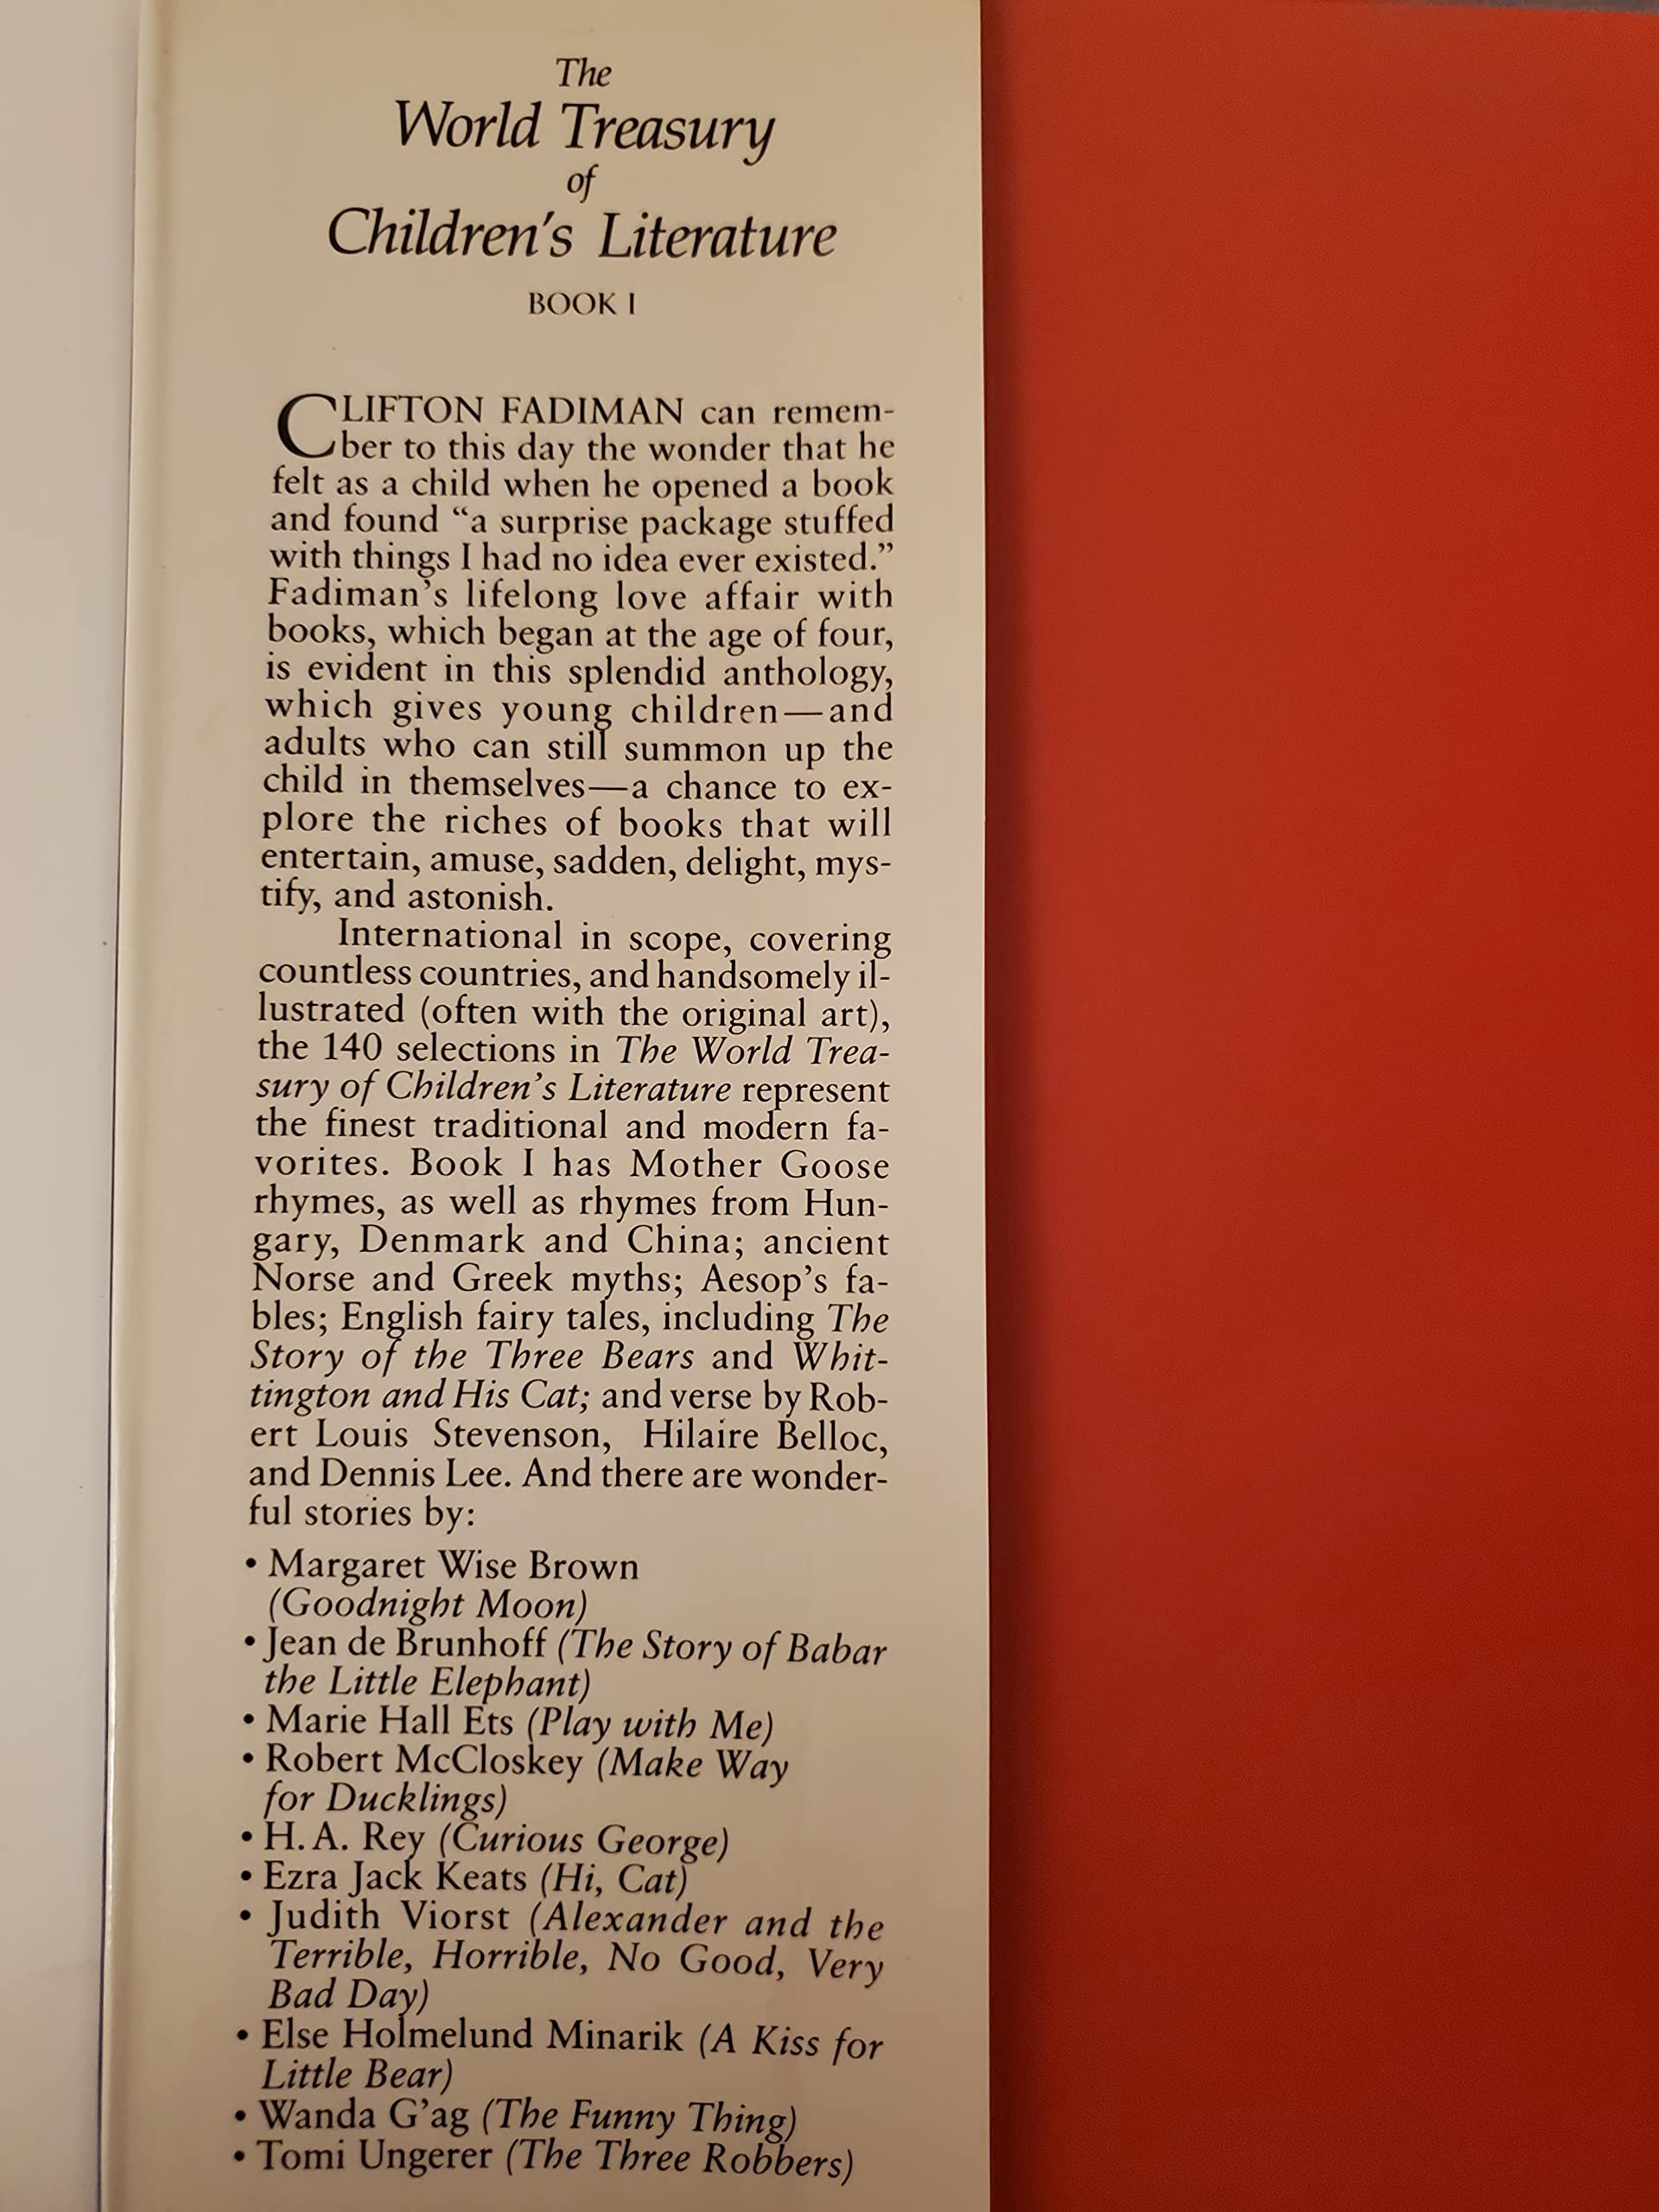 The
World Treasury
of
Children's Literature
BOOK I
CLIFTON FADIMAN can remem-
ber to this day the wonder that he
felt as a child when he opened a book
and found “a surprise package stuffed
with things I had no idea ever existed.”
Fadiman's lifelong love affair with
books, which began at the age of four,
is evident in this splendid anthology,
which gives young children—and
adults who can still summon up the
child in themselves—a chance to ex-
plore the riches of books that will
entertain, amuse, sadden, delight, mys-
tify, and astonish.
International in scope, covering
countless countries, and handsomely il-
lustrated (often with the original art),
the 140 selections in The World Trea-
sury of Children's Literature represent
the finest traditional and modern fa-
vorites. Book I has Mother Goose
rhymes, as well as rhymes from Hun-
gary, Denmark and China; ancient
Norse and Greek myths; Aesop's fa-
bles; English fairy tales, including The
Story of the Three Bears and Whit-
tington and His Cat; and verse by Rob-
ert Louis Stevenson, Hilaire Belloc,
and Dennis Lee. And there are wonder-
ful stories by:
• Margaret Wise Brown
(Goodnight Moon)
• Jean de Brunhoff (The Story of Babar
the Little Elephant)
• Marie Hall Ets (Play with Me)
• Robert McCloskey (Make Way
for Ducklings)
• H.A. Rey (Curious George)
• Ezra Jack Keats (Hi, Cat)
• Judith Viorst (Alexander and the
Terrible, Horrible, No Good, Very
Bad Day)
• Else Holmelund Minarik (A Kiss for
Little Bear)
• Wanda G'ag (The Funny Thing)
• Tomi Ungerer (The Three Robbers)